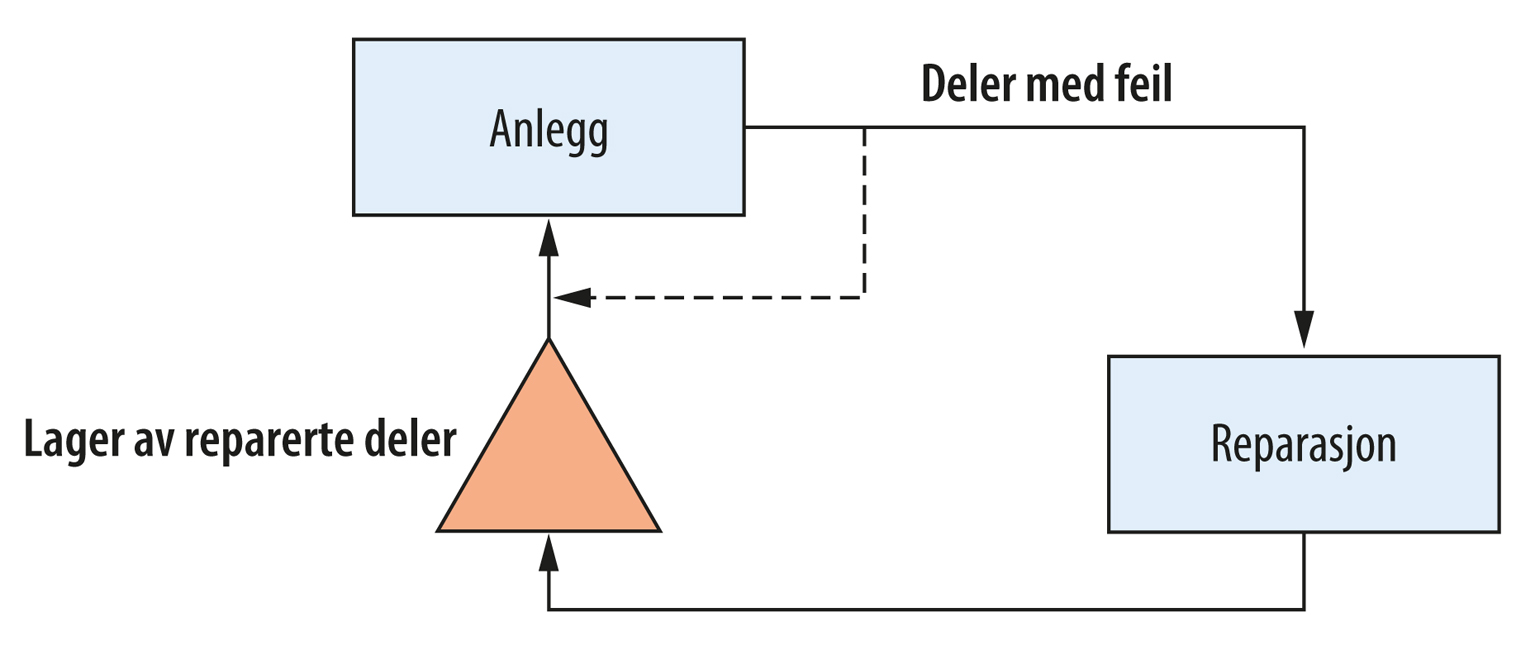 Deler med feil
Anlegg
Lager av reparerte deler
Reparasjon